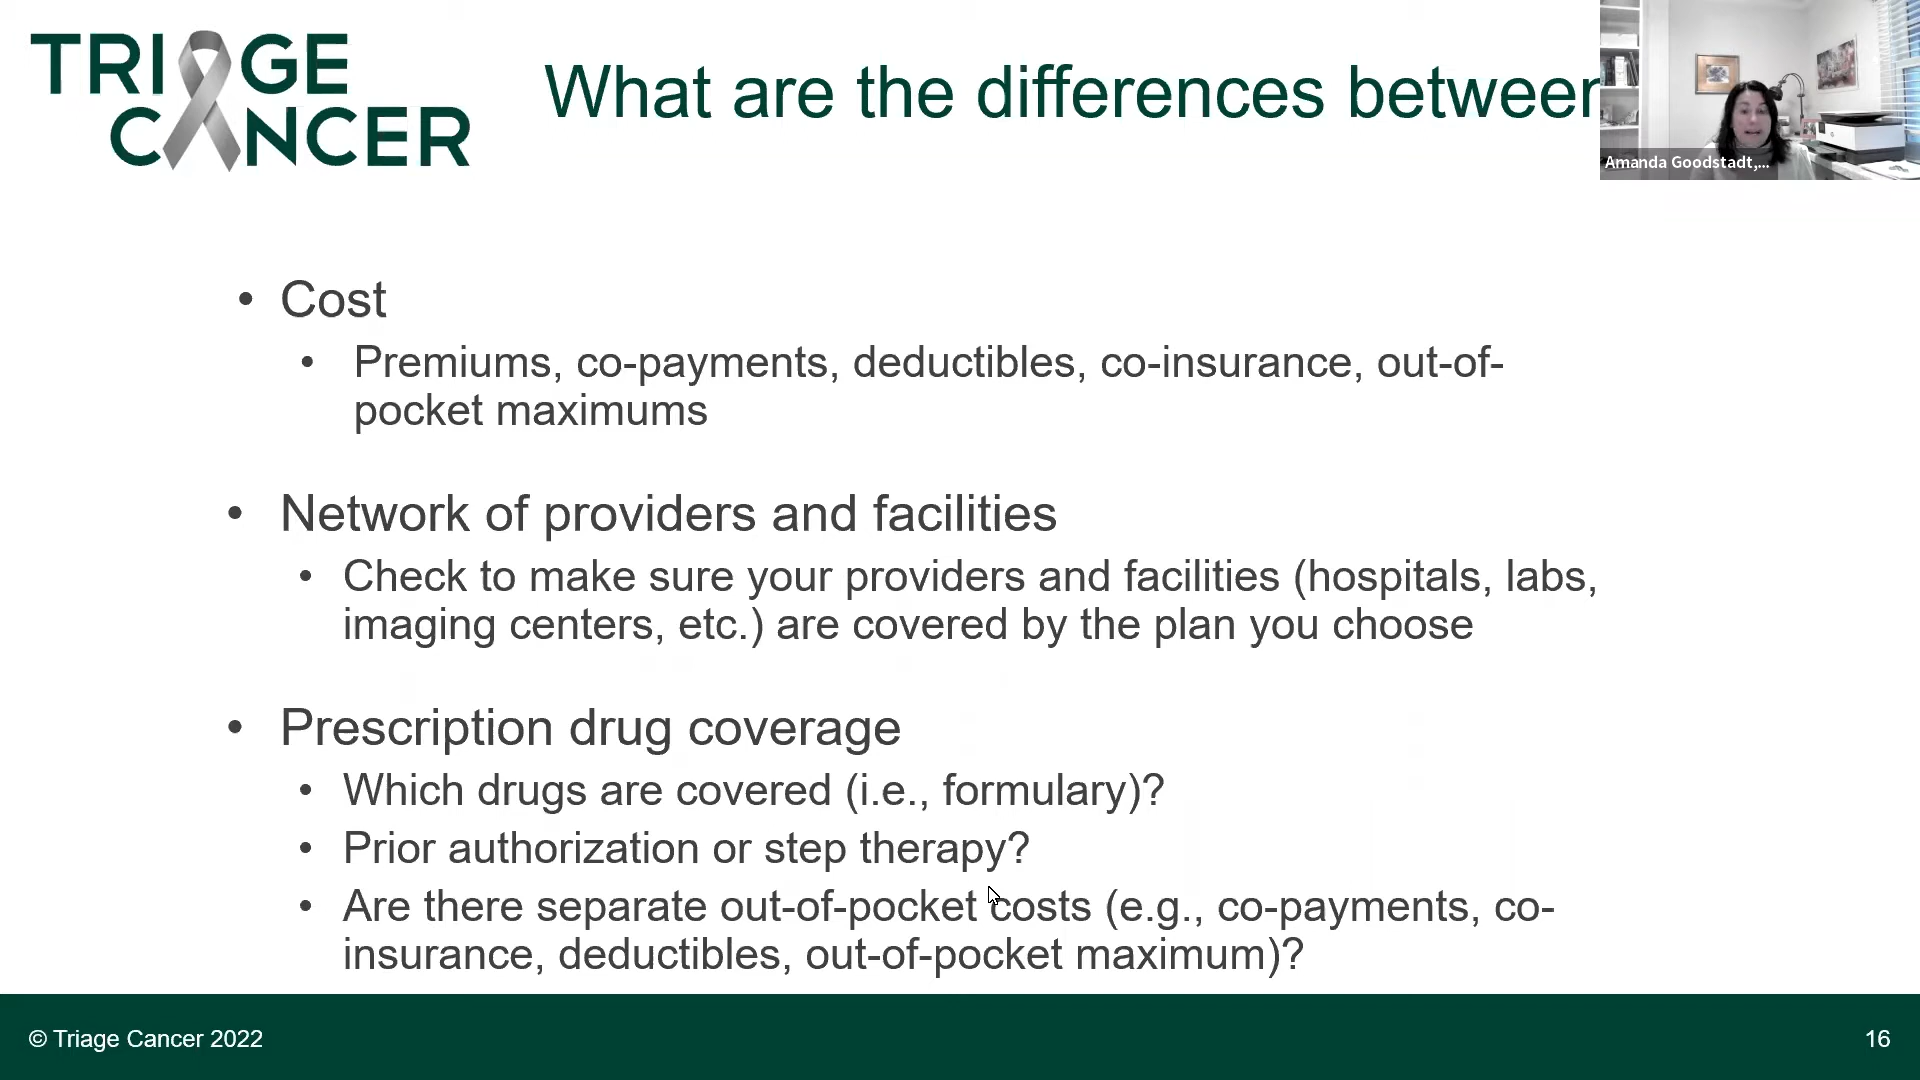 TRIAGE
CANCER
What are the differences between
Amanda Goodstadt,...
• Cost
• Premiums, co-payments, deductibles, co-insurance, out-of-
pocket maximums
• Network of providers and facilities
• Check to make sure your providers and facilities (hospitals, labs,
imaging centers, etc.) are covered by the plan you choose
• Prescription drug coverage
• Which drugs are covered (i.e., formulary)?
• Prior authorization or step therapy?
• Are there separate out-of-pocket costs (e.g., co-payments, co-
insurance, deductibles, out-of-pocket maximum)?
© Triage Cancer 2022
16